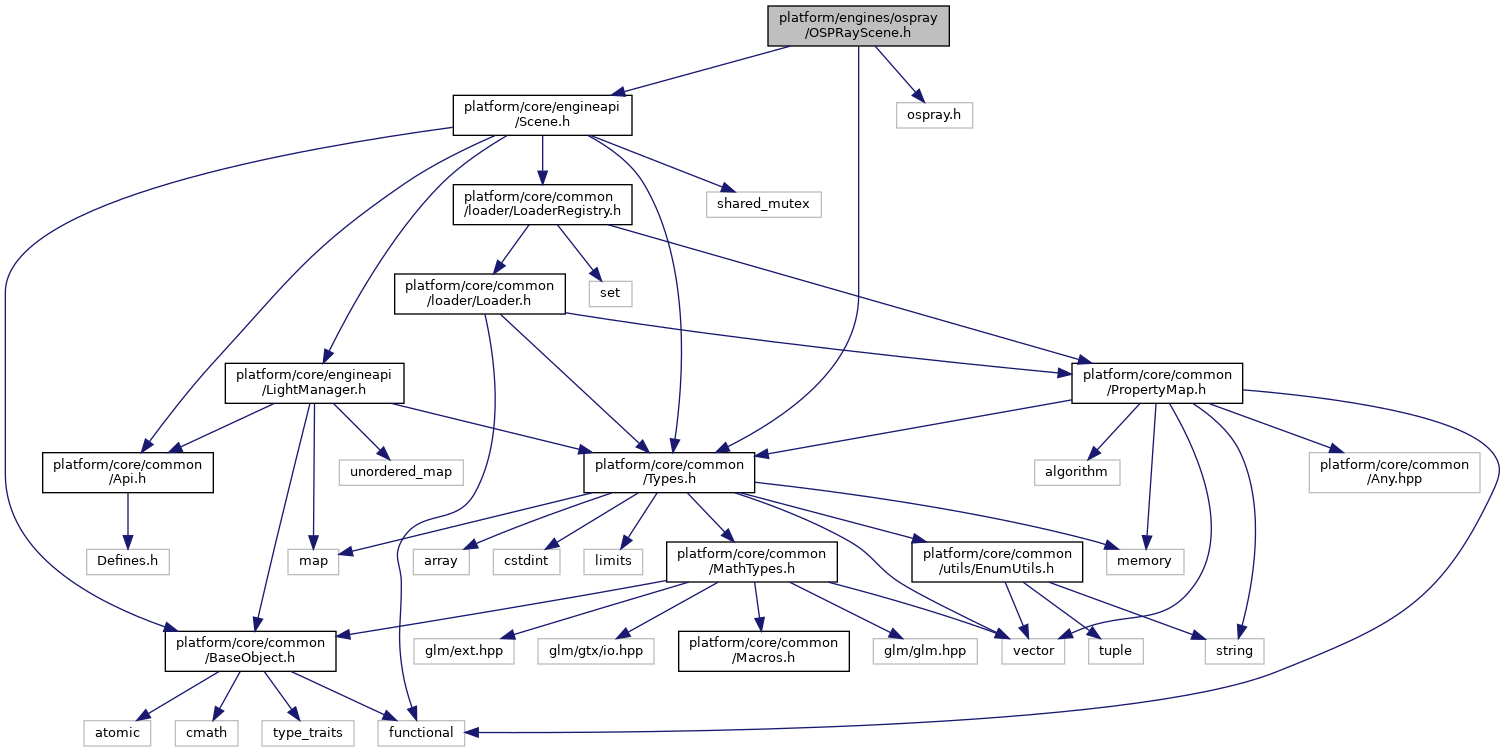 platform/engines/ospray
/OSPRayScene.h
platform/core/engineapi
/Scene.h
ospray.h
platform/core/common
/loader/LoaderRegistry.h
shared_mutex
platform/core/common
/loader/Loader.h
set
platform/core/engineapi
/LightManager.h
platform/core/common
/PropertyMap.h
platform/core/common
/Api.h
unordered_map
platform/core/common
/Types.h
algorithm
platform/core/common
/Any.hpp
Defines.h
map
array
cstdint
limits
platform/core/common
/MathTypes.h
platform/core/common
/utils/EnumUtils.h
memory
platform/core/common
/BaseObject.h
glm/ext.hpp
glm/gtx/io.hpp
platform/core/common
/Macros.h
glm/glm.hpp
vector
tuple
string
atomic
cmath
type_traits
functional